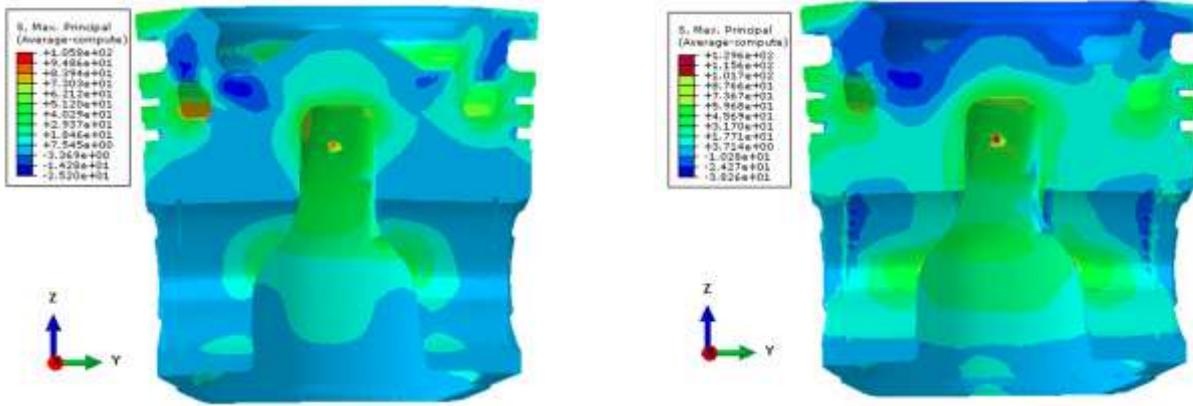 S, Max. Principal
(Average-compute)
+1.058e+02
+9.486e+01
+8.394e+01
+7.303e+01
+6.212e+01
+5.120e+01
+4.029e+01
+2.937e+01
+1.846e+01
+7.545e+00
-3.369e+00
-1.428e+01
-2.520e+01
Z
Y
S, Max. Principal
(Average-compute)
+1.296e+02
+1.156e+02
+1.017e+02
+8.766e+01
+7.367e+01
+5.968e+01
+4.569e+01
+3.170e+01
+1.771e+01
+3.714e+00
-1.028e+01
-2.427e+01
-3.826e+01
Z
Y